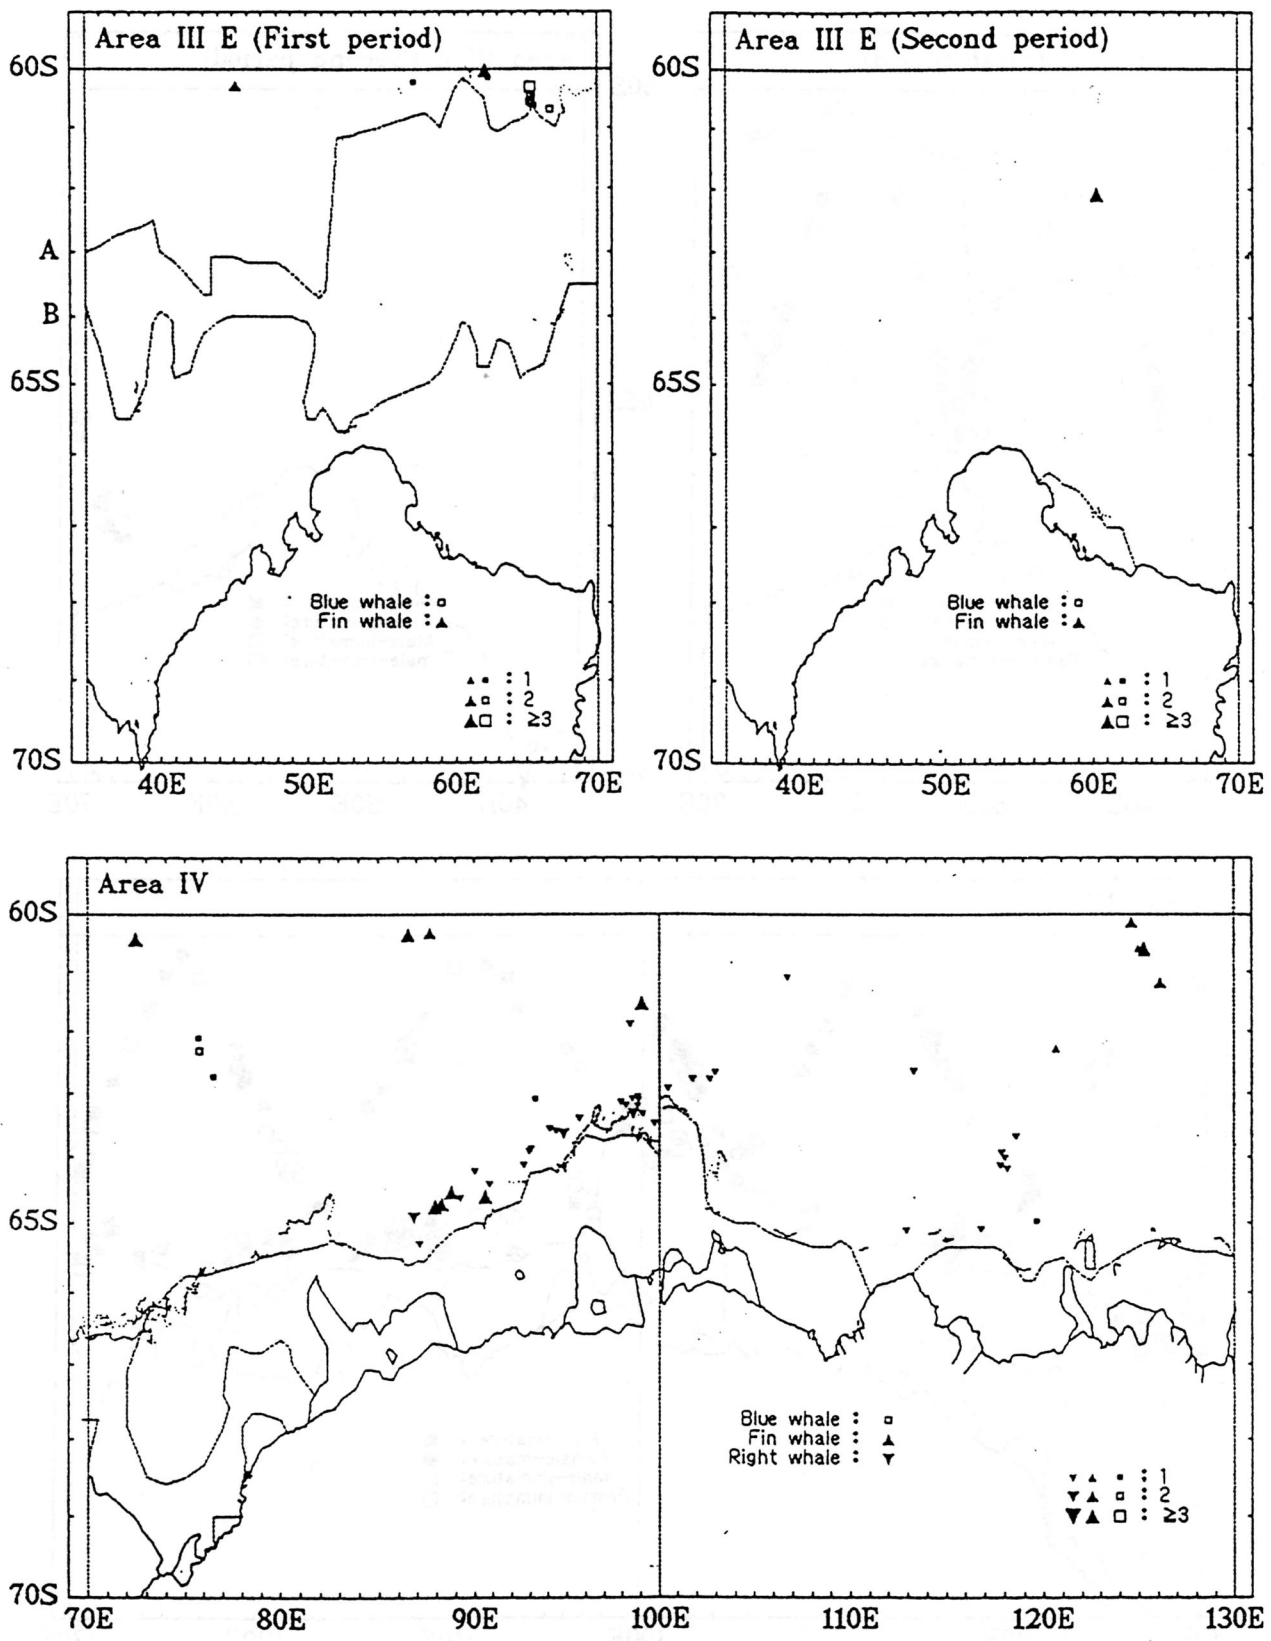 Area III E (First period)
60S
A
B
65S
Blue whale : □
Fin whale : ▲
▲ ▪ : 1
▲ □ : 2
▲ □ : ≥3
70S
40E 50E 60E 70E
Area III E (Second period)
60S
65S
Blue whale : □
Fin whale : ▲
▲ ▪ : 1
▲ □ : 2
▲ □ : ≥3
70S
40E 50E 60E 70E
Area IV
60S
65S
Blue whale : □
Fin whale : ▲
Right whale : ▼
▼ ▲ ▪ : 1
▼ ▲ □ : 2
▼ ▲ □ : ≥3
70S
70E 80E 90E 100E 110E 120E 130E